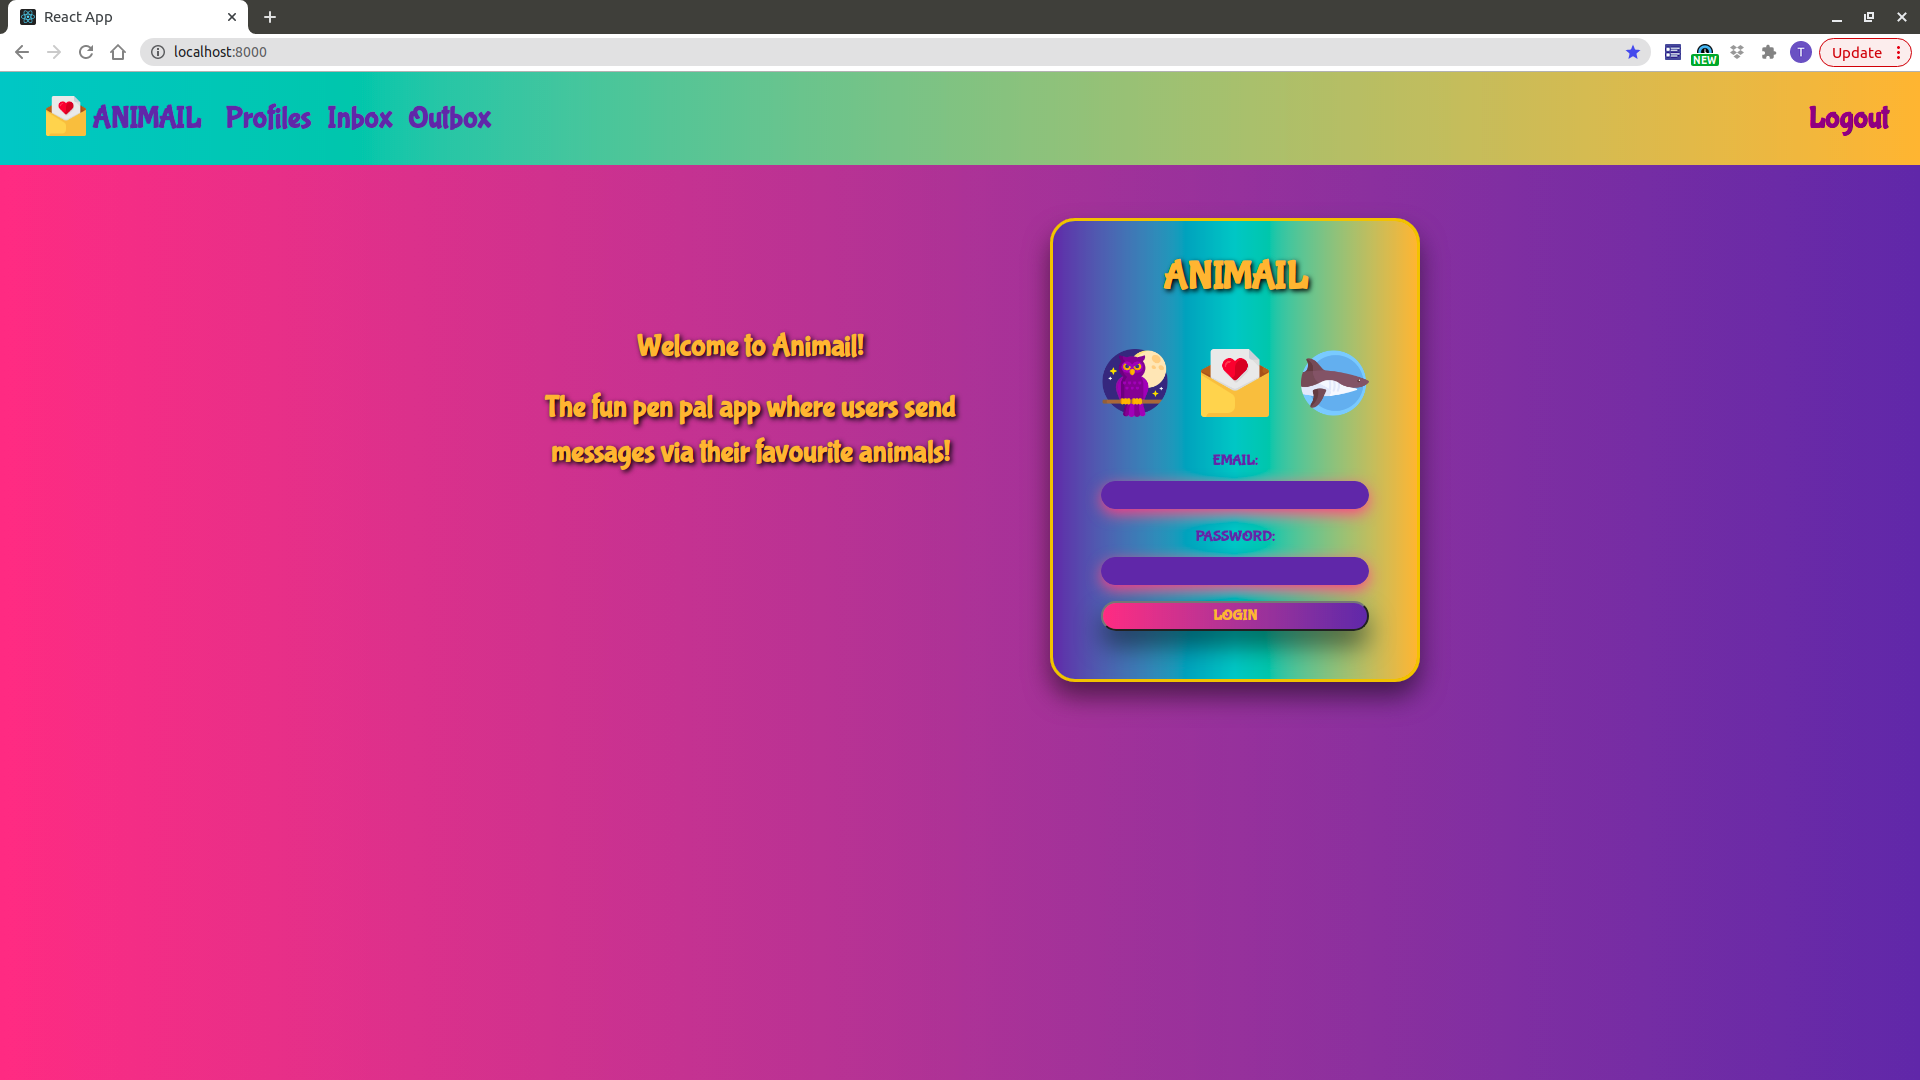 React App
localhost:8000
NEW
T
Update
ANIMAIL Profiles Inbox Outbox
Logout
Welcome to Animail!
The fun pen pal app where users send
messages via their favourite animals!
ANIMAIL
EMAIL:
PASSWORD:
LOGIN